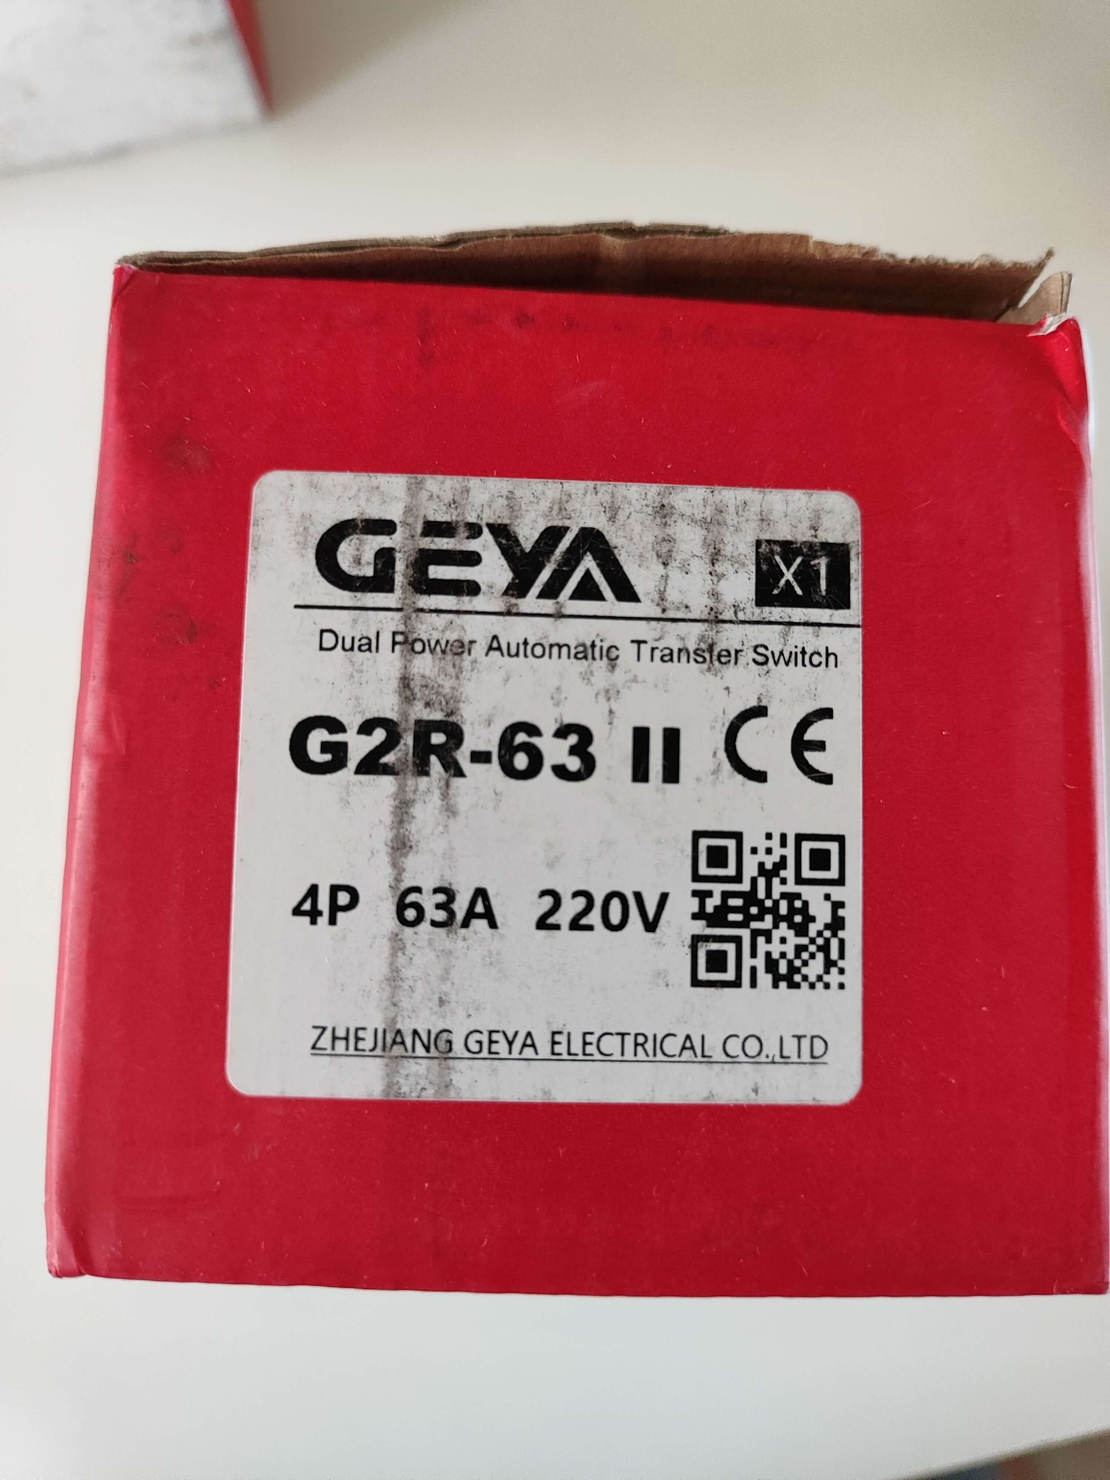 GEYA X1
Dual Power Automatic Transfer Switch
G2R-63 II CE
4P 63A 220V
ZHEJIANG GEYA ELECTRICAL CO.,LTD